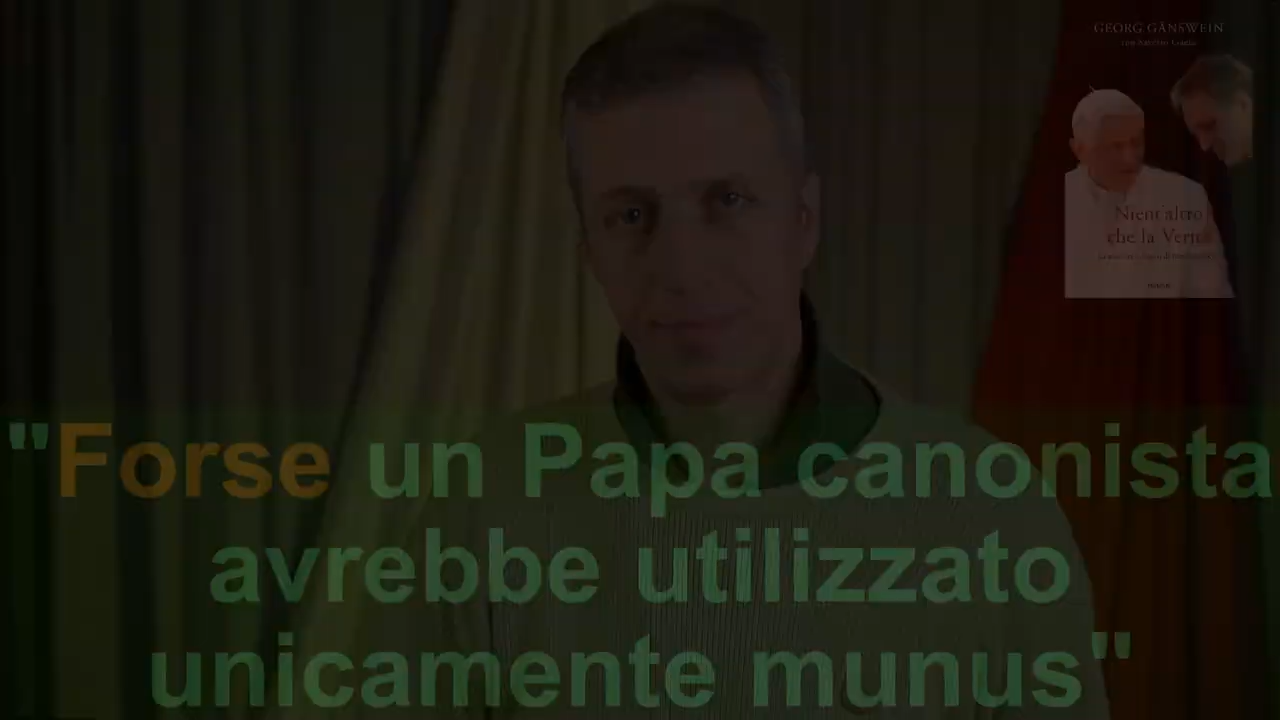 GEORG GÄNSWEIN
Nient'altro
che la Verità
"Forse un Papa canonista
avrebbe utilizzato
unicamente munus"